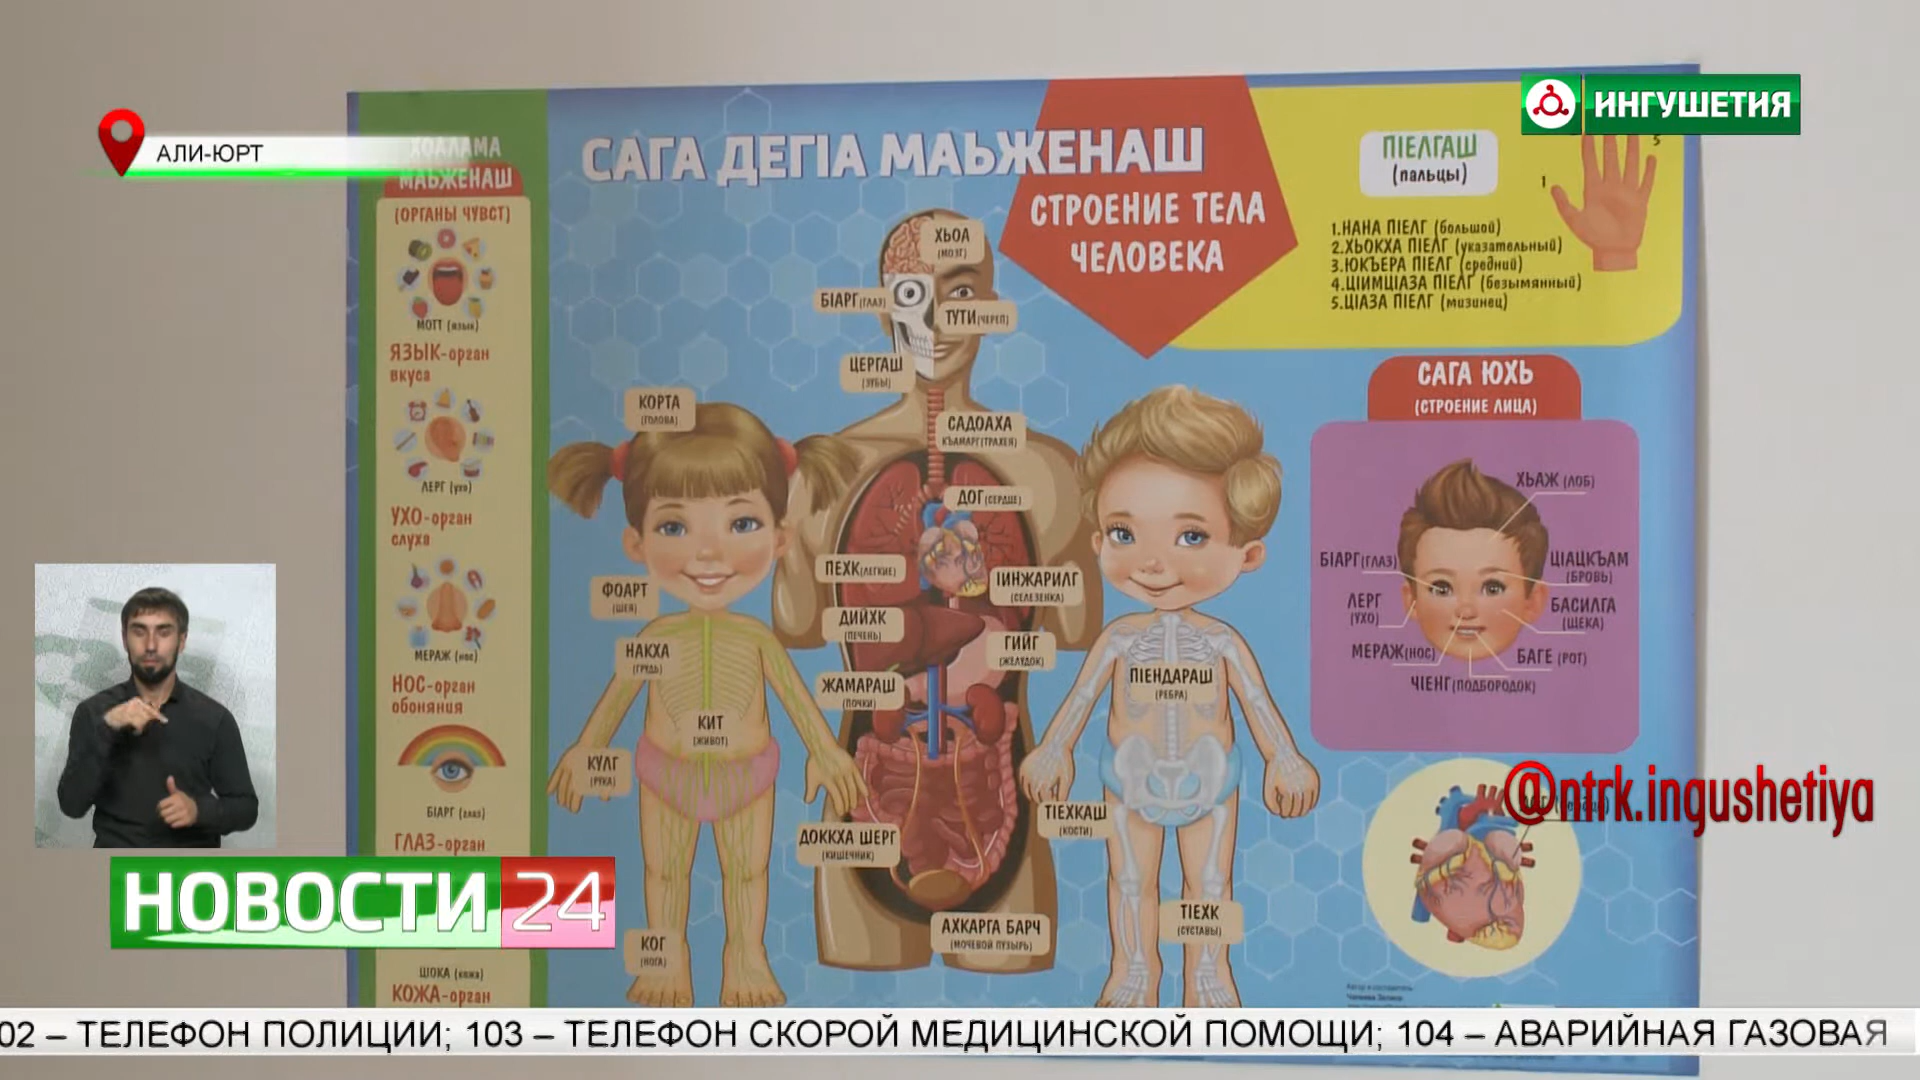 АЛИ-ЮРТ
ИНГУШЕТИЯ
ХОАЛАМА
МАЬЖЕНАШ
(ОРГАНЫ ЧУВСТ)
МОТТ (язык)
ЯЗЫК-орган
вкуса
ЛЕРГ (ухо)
УХО-орган
слуха
МЕРАЖ (нос)
НОС-орган
обоняния
БIАРГ (глаз)
ГЛАЗ-орган
ШОКА (кожа)
КОЖА-орган
САГА ДЕГIА МАЬЖЕНАШ
СТРОЕНИЕ ТЕЛА
ЧЕЛОВЕКА
ХЬОА
(МОЗГ)
БIАРГ (ГЛАЗ)
ТУТИ (ЧЕРЕП)
ЦЕРГАШ
(ЗУБЫ)
КОРТА
(ГОЛОВА)
САДОАХА
КЪАМАРГ (ТРАХЕЯ)
ДОГ (СЕРДЦЕ)
ПЕХК (ЛЕГКИЕ)
IИНЖАРИЛГ
(СЕЛЕЗЕНКА)
ФОАРТ
(ШЕЯ)
ДИЙХК
(ПЕЧЕНЬ)
ГИЙГ
(ЖЕЛУДОК)
НАКХА
(ГРУДЬ)
ЖАМАРАШ
(ПОЧКИ)
ПIЕНДАРАШ
(РЕБРА)
КИТ
(ЖИВОТ)
КУЛГ
(РУКА)
ТIЕХКАШ
(КОСТИ)
ДОККХА ШЕРГ
(КИШЕЧНИК)
ТIЕХК
(СУСТАВЫ)
АХКАРГА БАРЧ
(МОЧЕВОЙ ПУЗЫРЬ)
КОГ
(НОГА)
ПIЕЛГАШ
(пальцы)
1
5
1.НАНА ПIЕЛГ (большой)
2.ХЬОКХА ПIЕЛГ (указательный)
3.ЮКЪЕРА ПIЕЛГ (средний)
4.ЦIИМЦIАЗА ПIЕЛГ (безымянный)
5.ЦIАЗА ПIЕЛГ (мизинец)
САГА ЮХЬ
(СТРОЕНИЕ ЛИЦА)
ХЬАЖ (ЛОБ)
БIАРГ (ГЛАЗ)
ЦIАЦКЪАМ
(БРОВЬ)
ЛЕРГ
(УХО)
БАСИЛГА
(ЩЕКА)
МЕРАЖ (НОС)
БАГЕ (РОТ)
ЧIЕНГ (ПОДБОРОДОК)
@ntrk.ingushetiya
НОВОСТИ 24
02 – ТЕЛЕФОН ПОЛИЦИИ; 103 – ТЕЛЕФОН СКОРОЙ МЕДИЦИНСКОЙ ПОМОЩИ; 104 – АВАРИЙНАЯ ГАЗОВАЯ